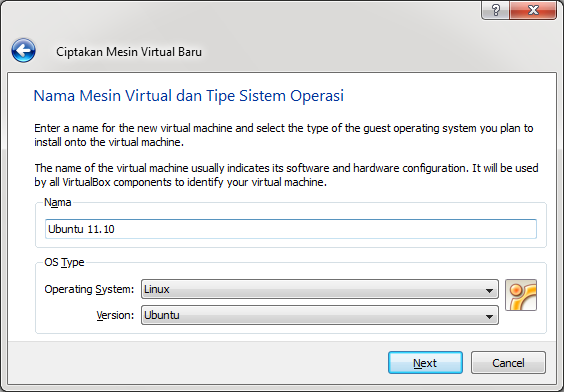 Ciptakan Mesin Virtual Baru
Nama Mesin Virtual dan Tipe Sistem Operasi
Enter a name for the new virtual machine and select the type of the guest operating system you plan to
install onto the virtual machine.
The name of the virtual machine usually indicates its software and hardware configuration. It will be used
by all VirtualBox components to identify your virtual machine.
Nama
Ubuntu 11.10
OS Type
Operating System: Linux
Version: Ubuntu
Next Cancel